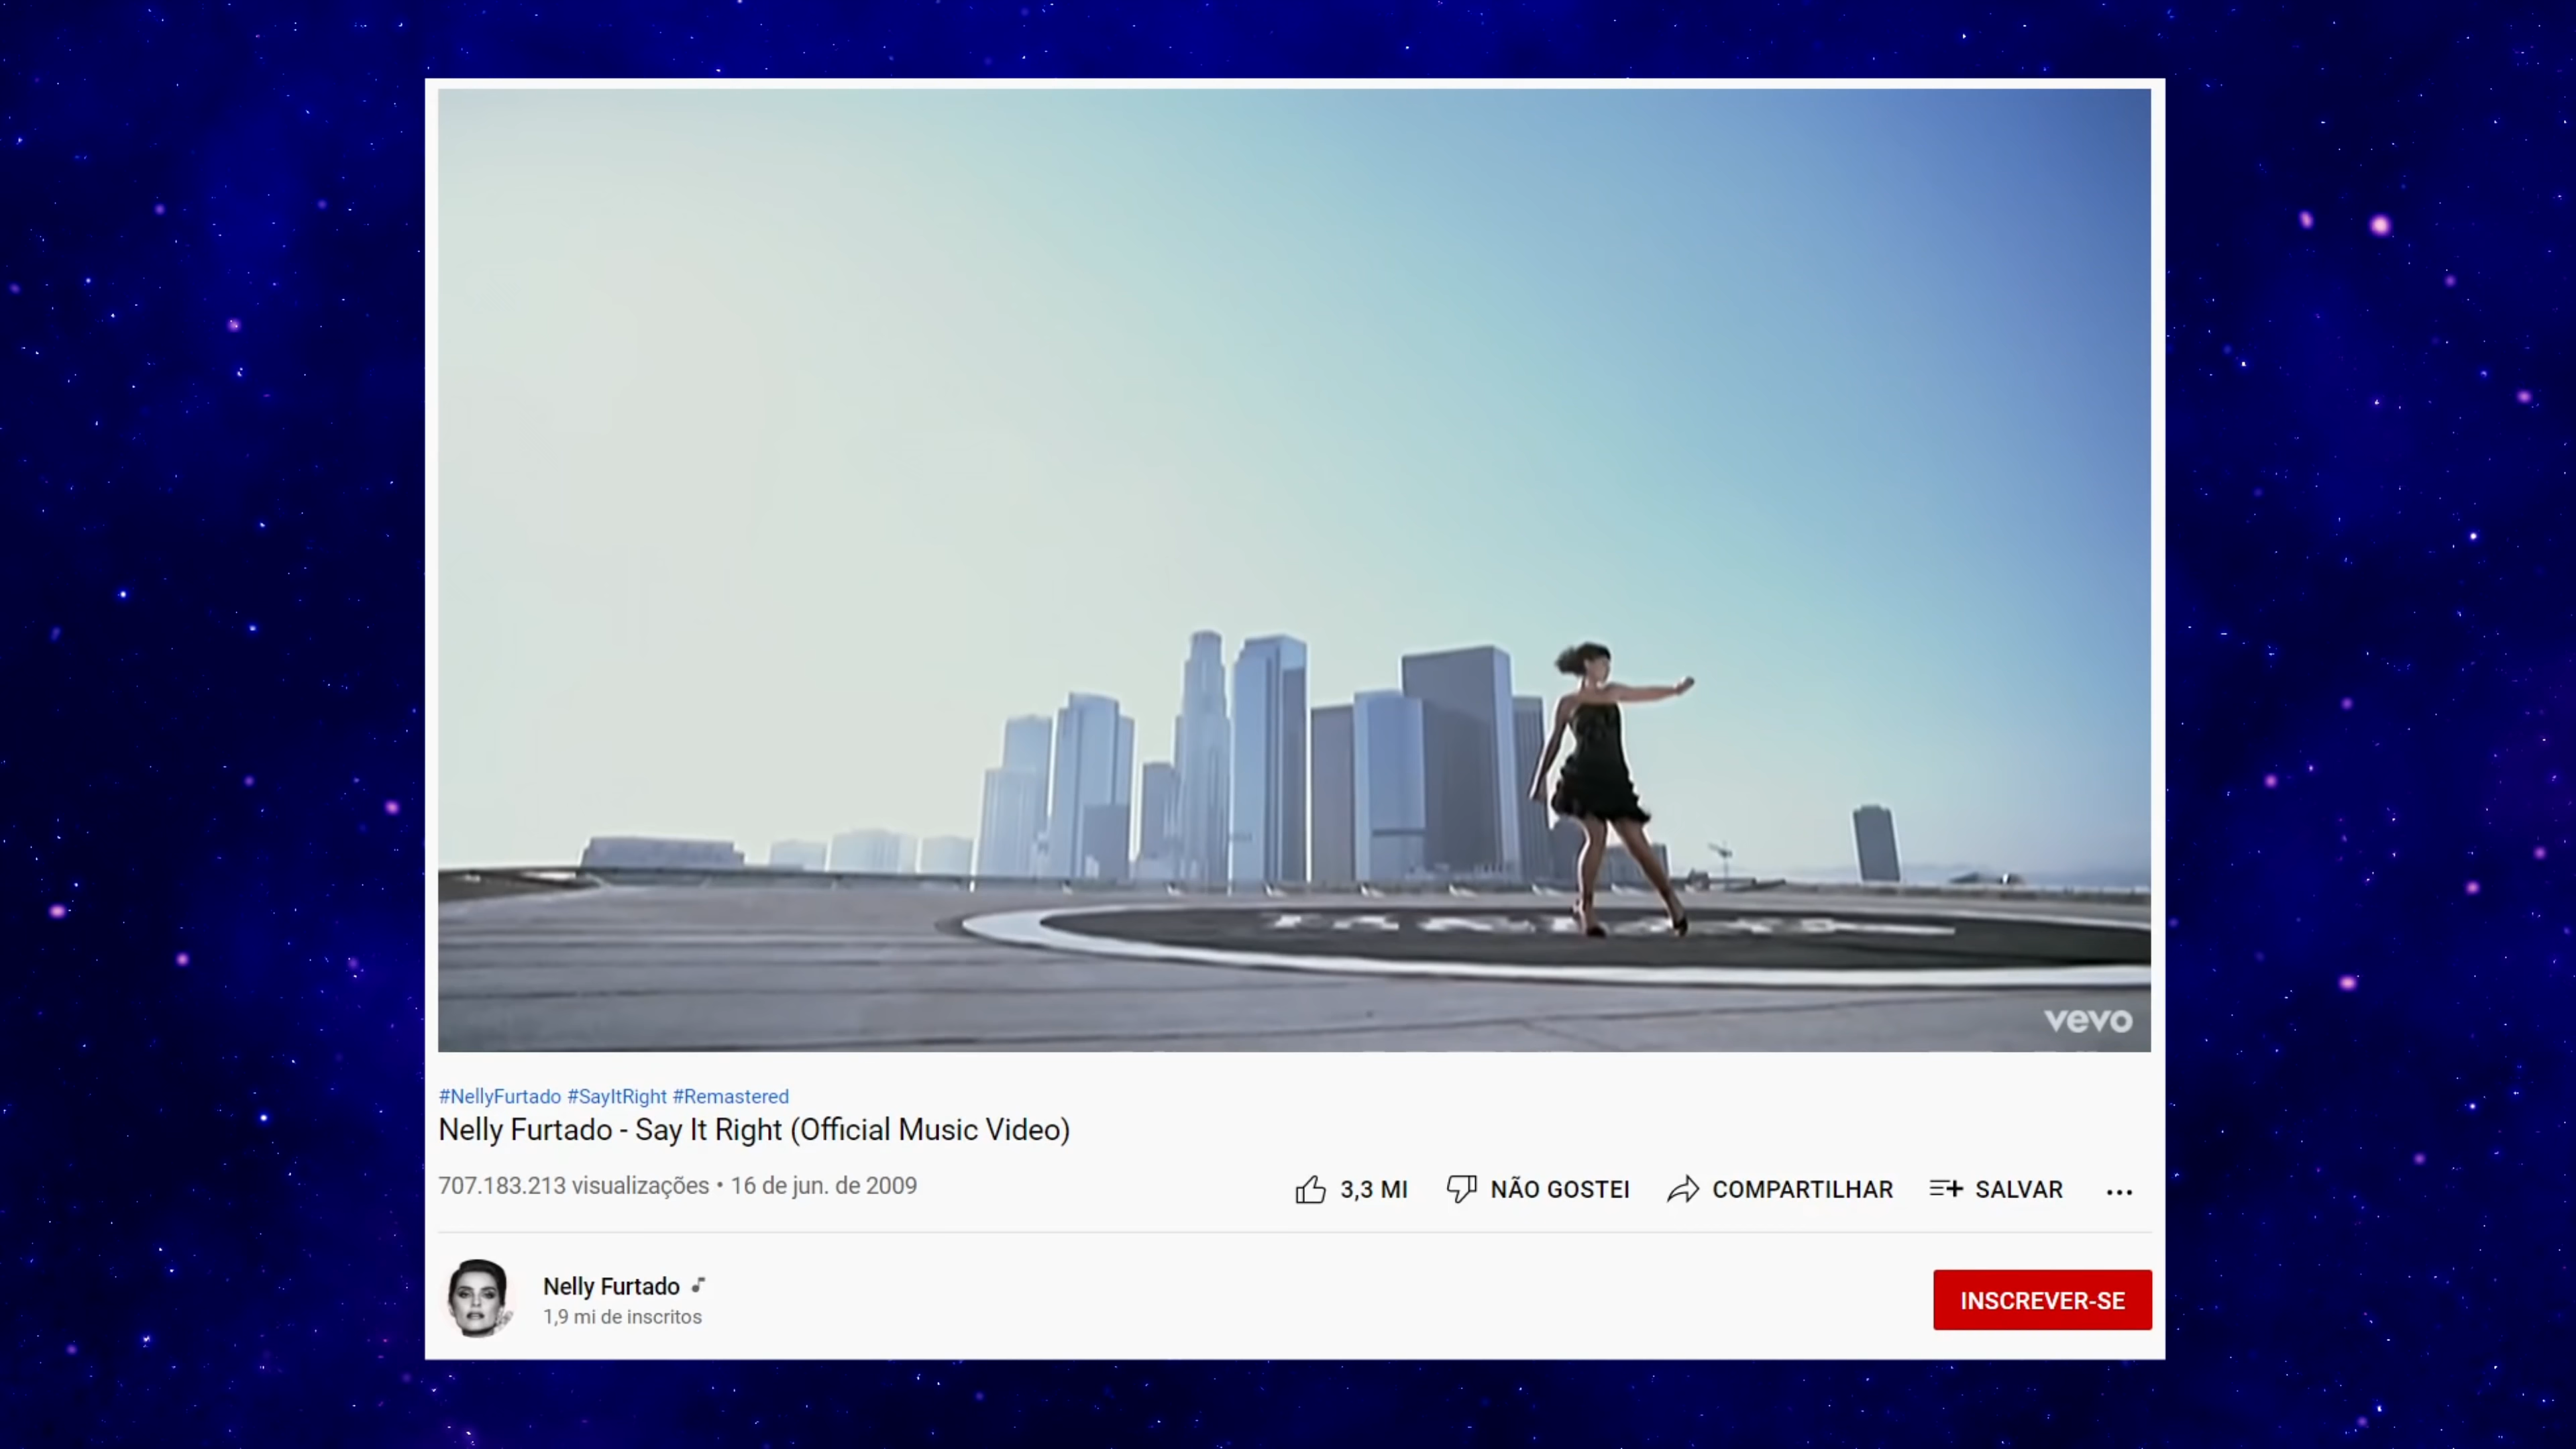 vevo
#NellyFurtado #SayItRight #Remastered
Nelly Furtado - Say It Right (Official Music Video)
707.183.213 visualizações • 16 de jun. de 2009
3,3 MI NÃO GOSTEI COMPARTILHAR SALVAR ...
Nelly Furtado
1,9 mi de inscritos
INSCREVER-SE